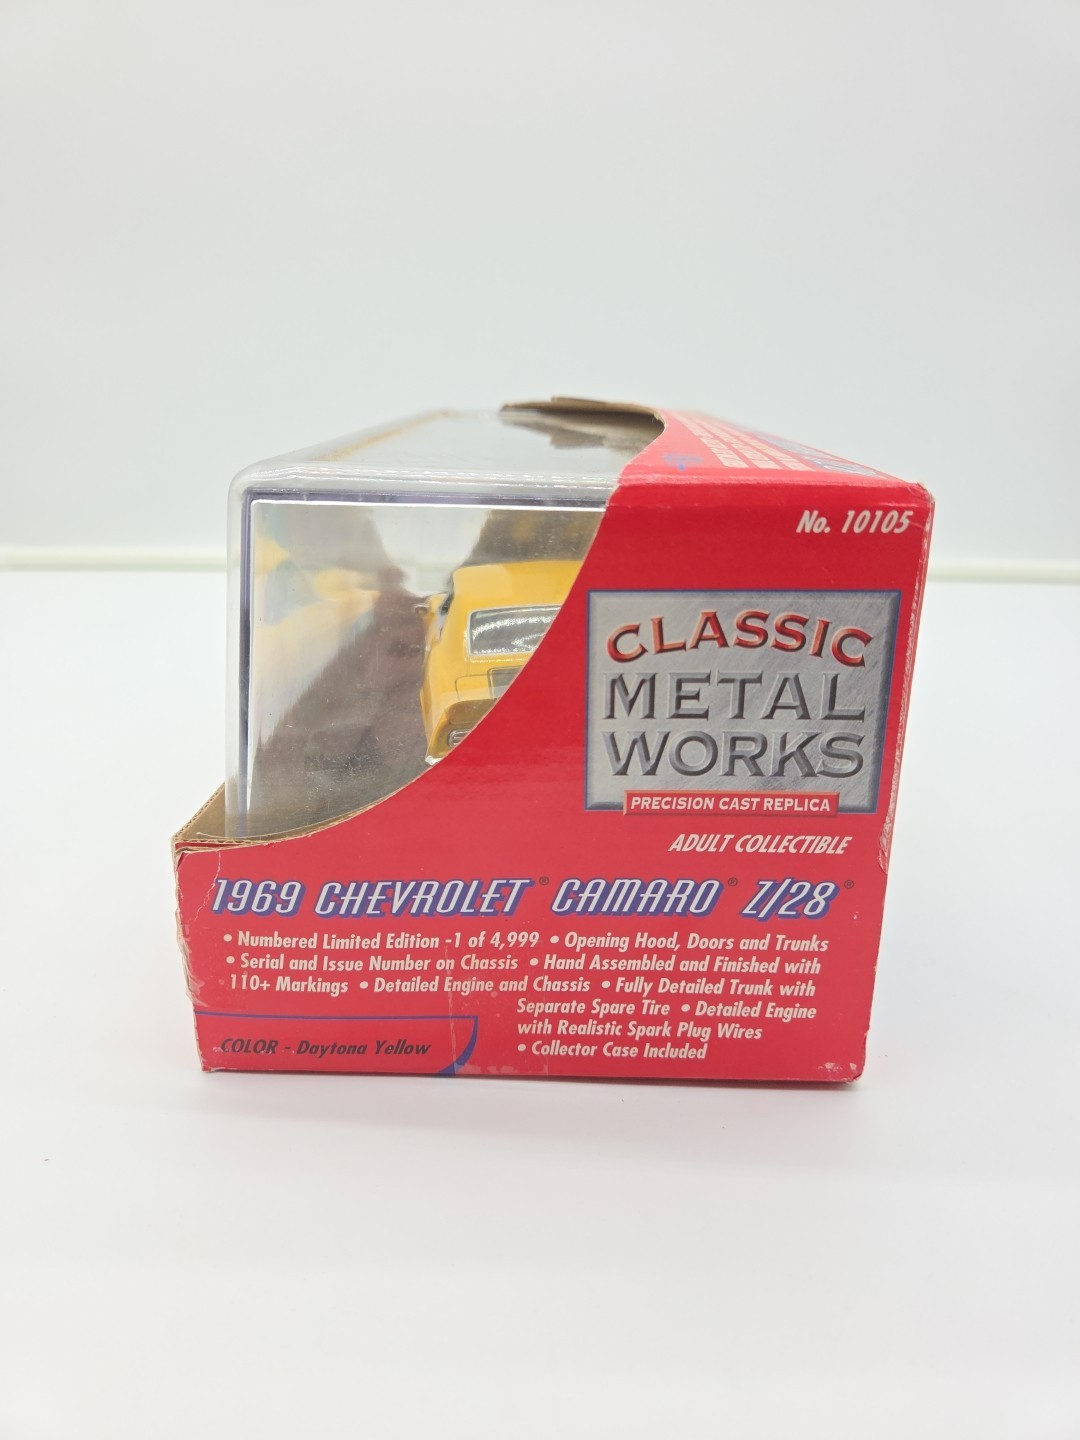 No. 10105
CLASSIC
METAL
WORKS
PRECISION CAST REPLICA
ADULT COLLECTIBLE
1969 CHEVROLET® CAMARO® Z/28®
• Numbered Limited Edition -1 of 4,999 • Opening Hood, Doors and Trunks
• Serial and Issue Number on Chassis • Hand Assembled and Finished with
110+ Markings • Detailed Engine and Chassis • Fully Detailed Trunk with
Separate Spare Tire • Detailed Engine
with Realistic Spark Plug Wires
• Collector Case Included
COLOR - Daytona Yellow